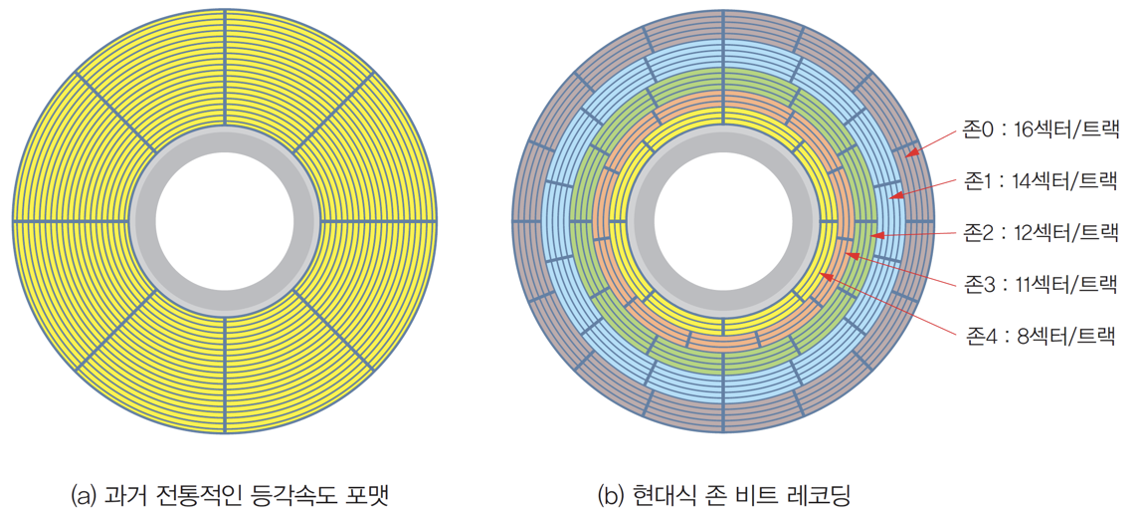 존0 : 16섹터/트랙
존1 : 14섹터/트랙
존2 : 12섹터/트랙
존3 : 11섹터/트랙
존4 : 8섹터/트랙
(a) 과거 전통적인 등각속도 포맷
(b) 현대식 존 비트 레코딩